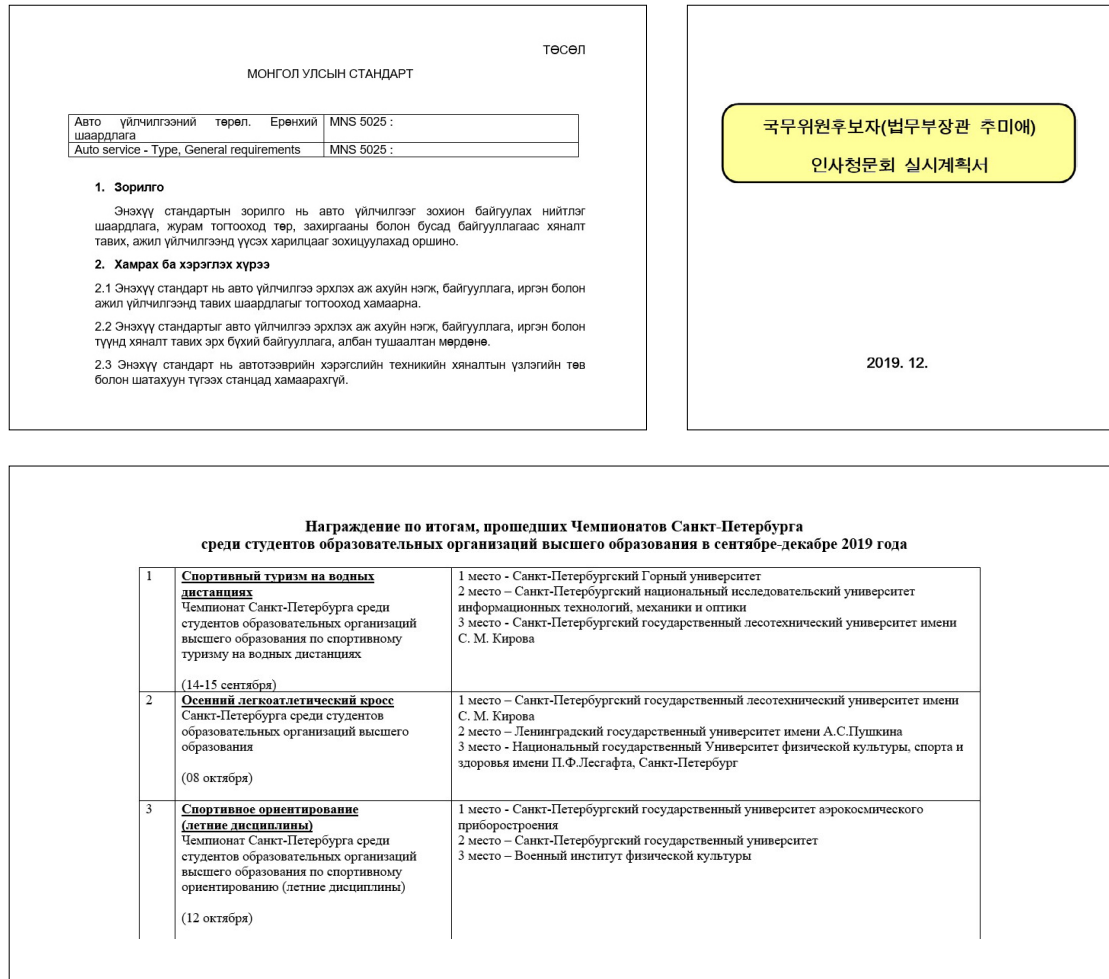 ТӨСӨЛ
МОНГОЛ УЛСЫН СТАНДАРТ
Авто үйлчилгээний төрөл. Ерөнхий шаардлага
MNS 5025 :
Auto service - Type, General requirements
MNS 5025 :
1. Зорилго
Энэхүү стандартын зорилго нь авто үйлчилгээг зохион байгуулах нийтлэг
шаардлага, журам тогтооход төр, захиргааны болон бусад байгууллагаас хяналт
тавих, ажил үйлчилгээнд үүсэх харилцааг зохицуулахад оршино.
2. Хамрах ба хэрэглэх хүрээ
2.1 Энэхүү стандарт нь авто үйлчилгээ эрхлэх аж ахуйн нэгж, байгууллага, иргэн болон
ажил үйлчилгээнд тавих шаардлагыг тогтооход хамаарна.
2.2 Энэхүү стандартыг авто үйлчилгээ эрхлэх аж ахуйн нэгж, байгууллага, иргэн болон
түүнд хяналт тавих эрх бүхий байгууллага, албан тушаалтан мөрдөнө.
2.3 Энэхүү стандарт нь автотээврийн хэрэгслийн техникийн хяналтын үзлэгийн төв
болон шатахуун түгээх станцад хамаарахгүй.
국무위원후보자(법무부장관 추미애)
인사청문회 실시계획서
2019. 12.
Награждение по итогам, прошедших Чемпионатов Санкт-Петербурга
среди студентов образовательных организаций высшего образования в сентябре-декабре 2019 года
1
Спортивный туризм на водных
дистанциях
Чемпионат Санкт-Петербурга среди
студентов образовательных организаций
высшего образования по спортивному
туризму на водных дистанциях
(14-15 сентября)
1 место - Санкт-Петербургский Горный университет
2 место – Санкт-Петербургский национальный исследовательский университет
информационных технологий, механики и оптики
3 место - Санкт-Петербургский государственный лесотехнический университет имени
С. М. Кирова
2
Осенний легкоатлетический кросс
Санкт-Петербурга среди студентов
образовательных организаций высшего
образования
(08 октября)
1 место – Санкт-Петербургский государственный лесотехнический университет имени
С. М. Кирова
2 место – Ленинградский государственный университет имени А.С.Пушкина
3 место - Национальный государственный Университет физической культуры, спорта и
здоровья имени П.Ф.Лесгафта, Санкт-Петербург
3
Спортивное ориентирование
(летние дисциплины)
Чемпионат Санкт-Петербурга среди
студентов образовательных организаций
высшего образования по спортивному
ориентированию (летние дисциплины)
(12 октября)
1 место - Санкт-Петербургский государственный университет аэрокосмического
приборостроения
2 место – Санкт-Петербургский государственный университет
3 место – Военный институт физической культуры